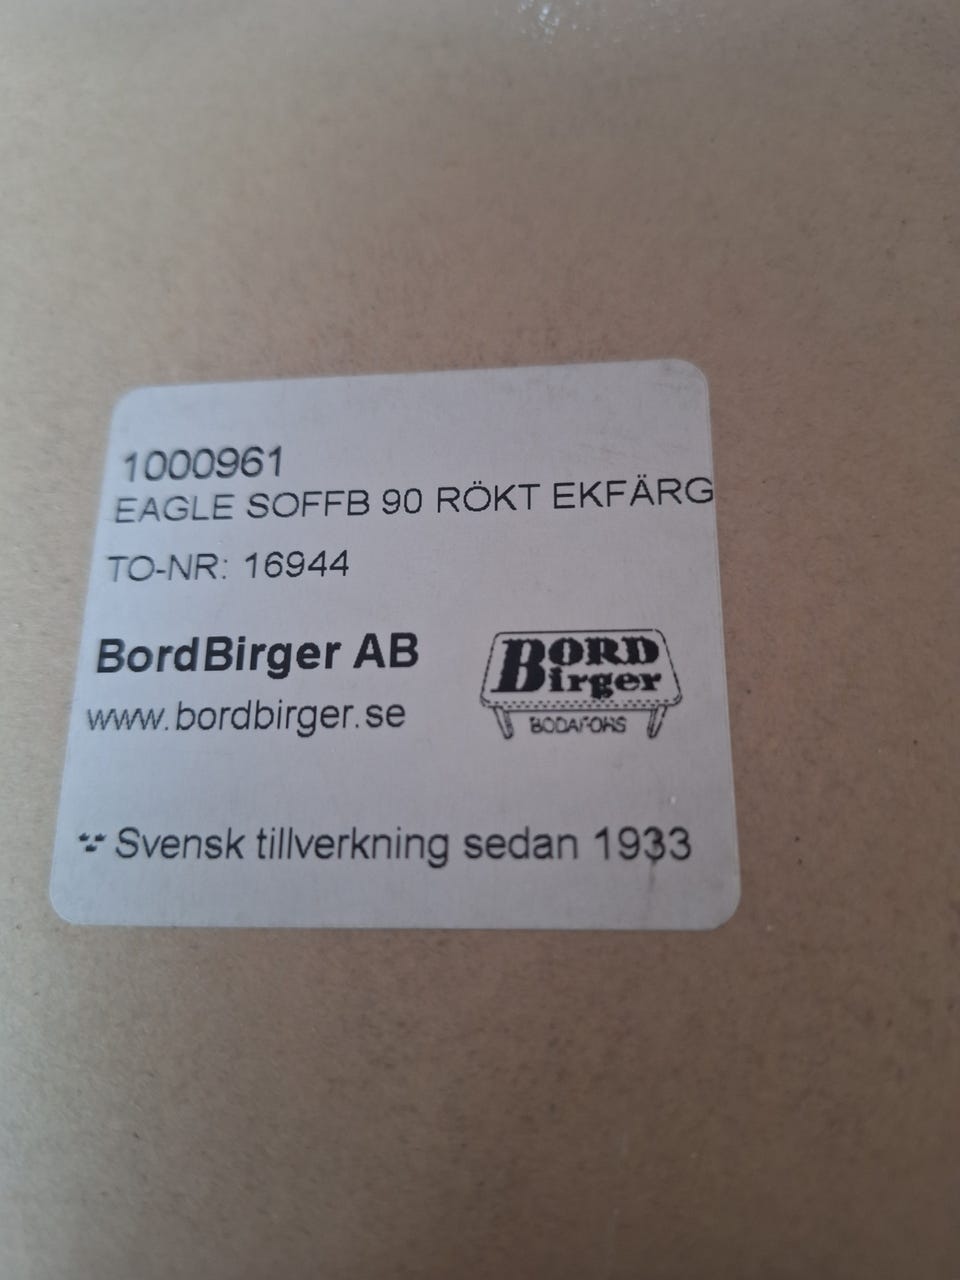 1000961
EAGLE SOFFB 90 RÖKT EKFÄRG
TO-NR: 16944
BordBirger AB
www.bordbirger.se
BORD
Birger
BODAFORS
Svensk tillverkning sedan 1933